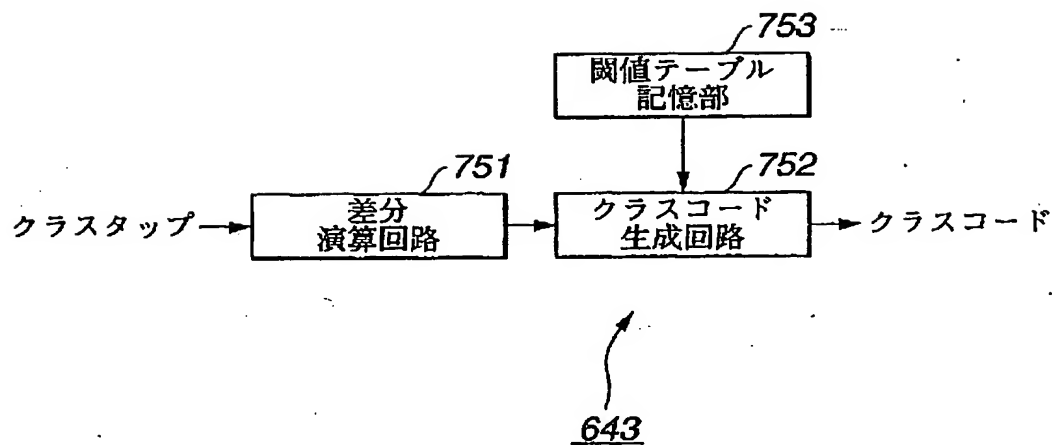 753
閾値テーブル
記憶部
751
752
クラスタップ
差分
演算回路
クラスコード
生成回路
クラスコード
643